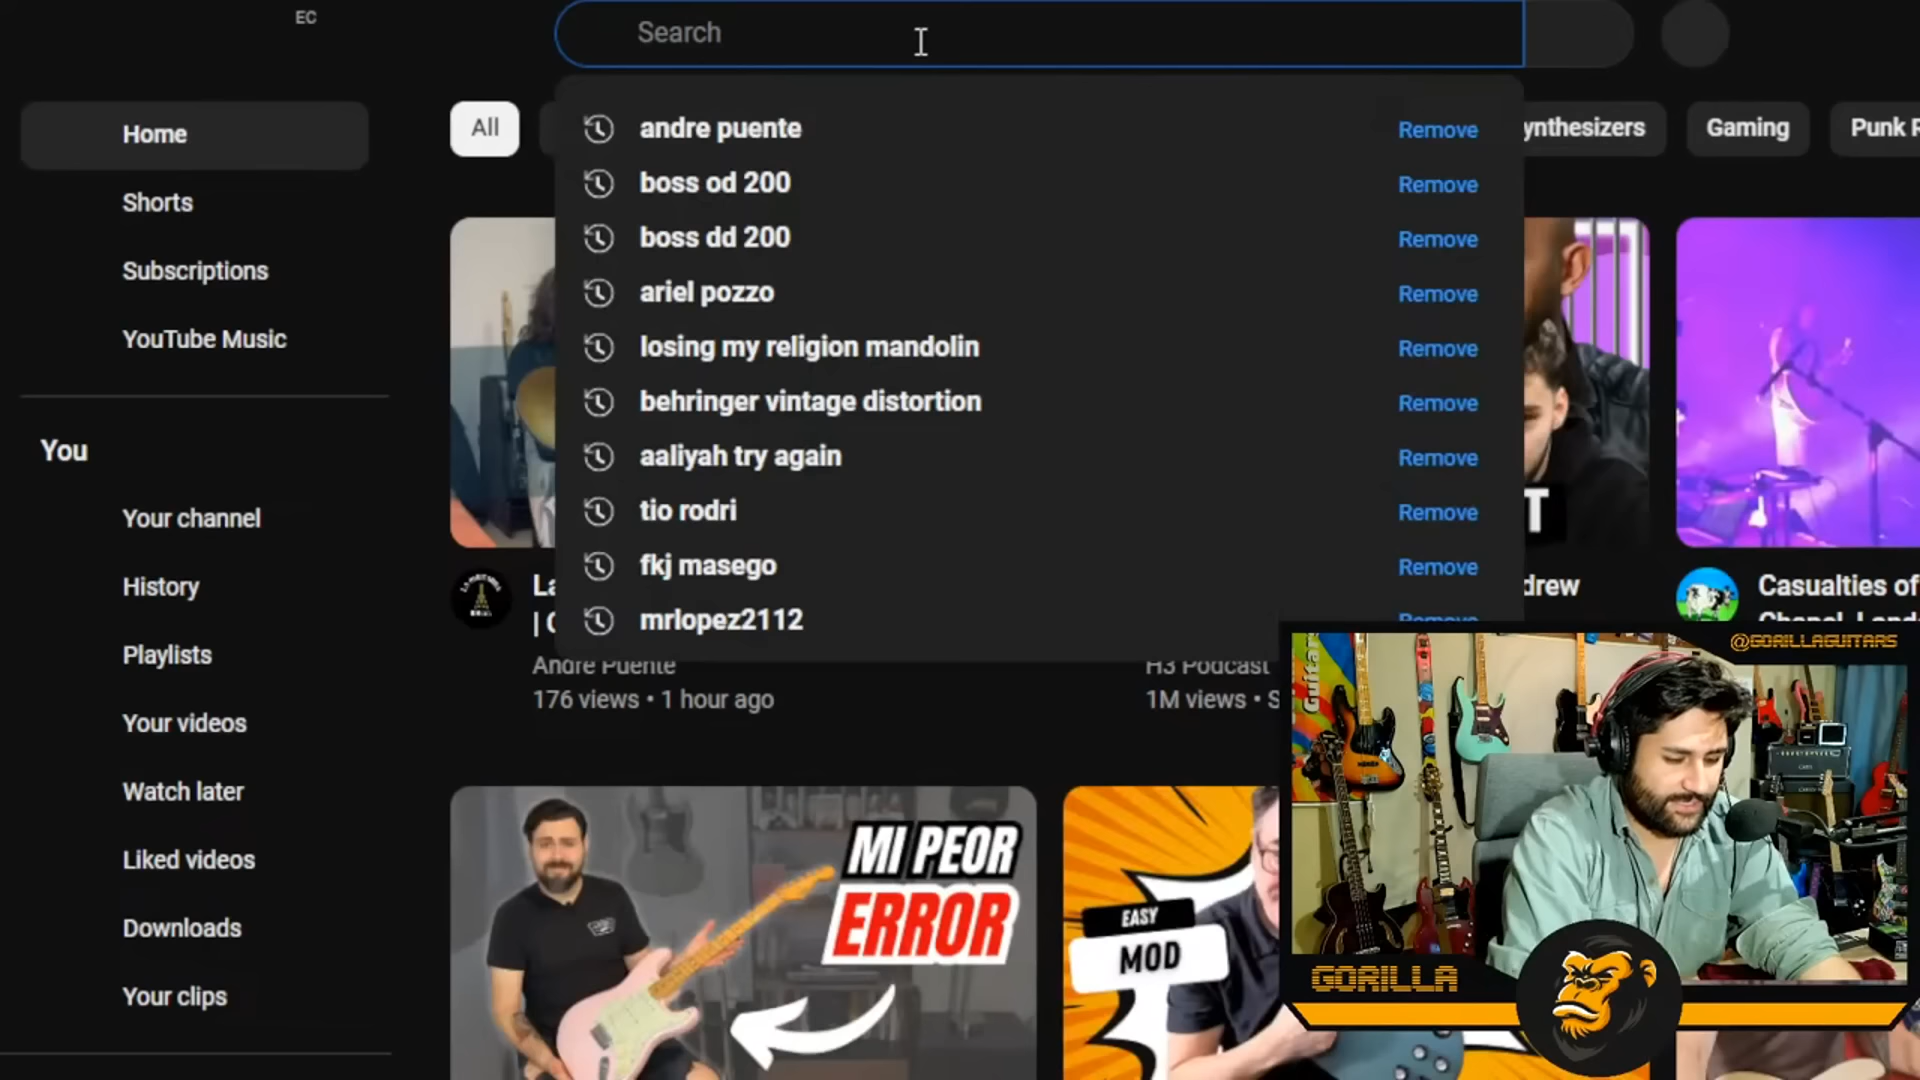 EC
Search
Home
Shorts
Subscriptions
YouTube Music
You
Your channel
History
Playlists
Your videos
Watch later
Liked videos
Downloads
Your clips
All
ynthesizers
Gaming
Punk
andre puente
Remove
boss od 200
Remove
boss dd 200
Remove
ariel pozzo
Remove
losing my religion mandolin
Remove
behringer vintage distortion
Remove
aaliyah try again
Remove
tio rodri
Remove
fkj masego
Remove
mrlopez2112
Remove
La
Andre Puente
176 views • 1 hour ago
H3 Podcast
1M views • S
drew
Casualties of
T
MI PEOR
ERROR
EASY
MOD
@GORILLAGUITARS
Guitar
GORILLA